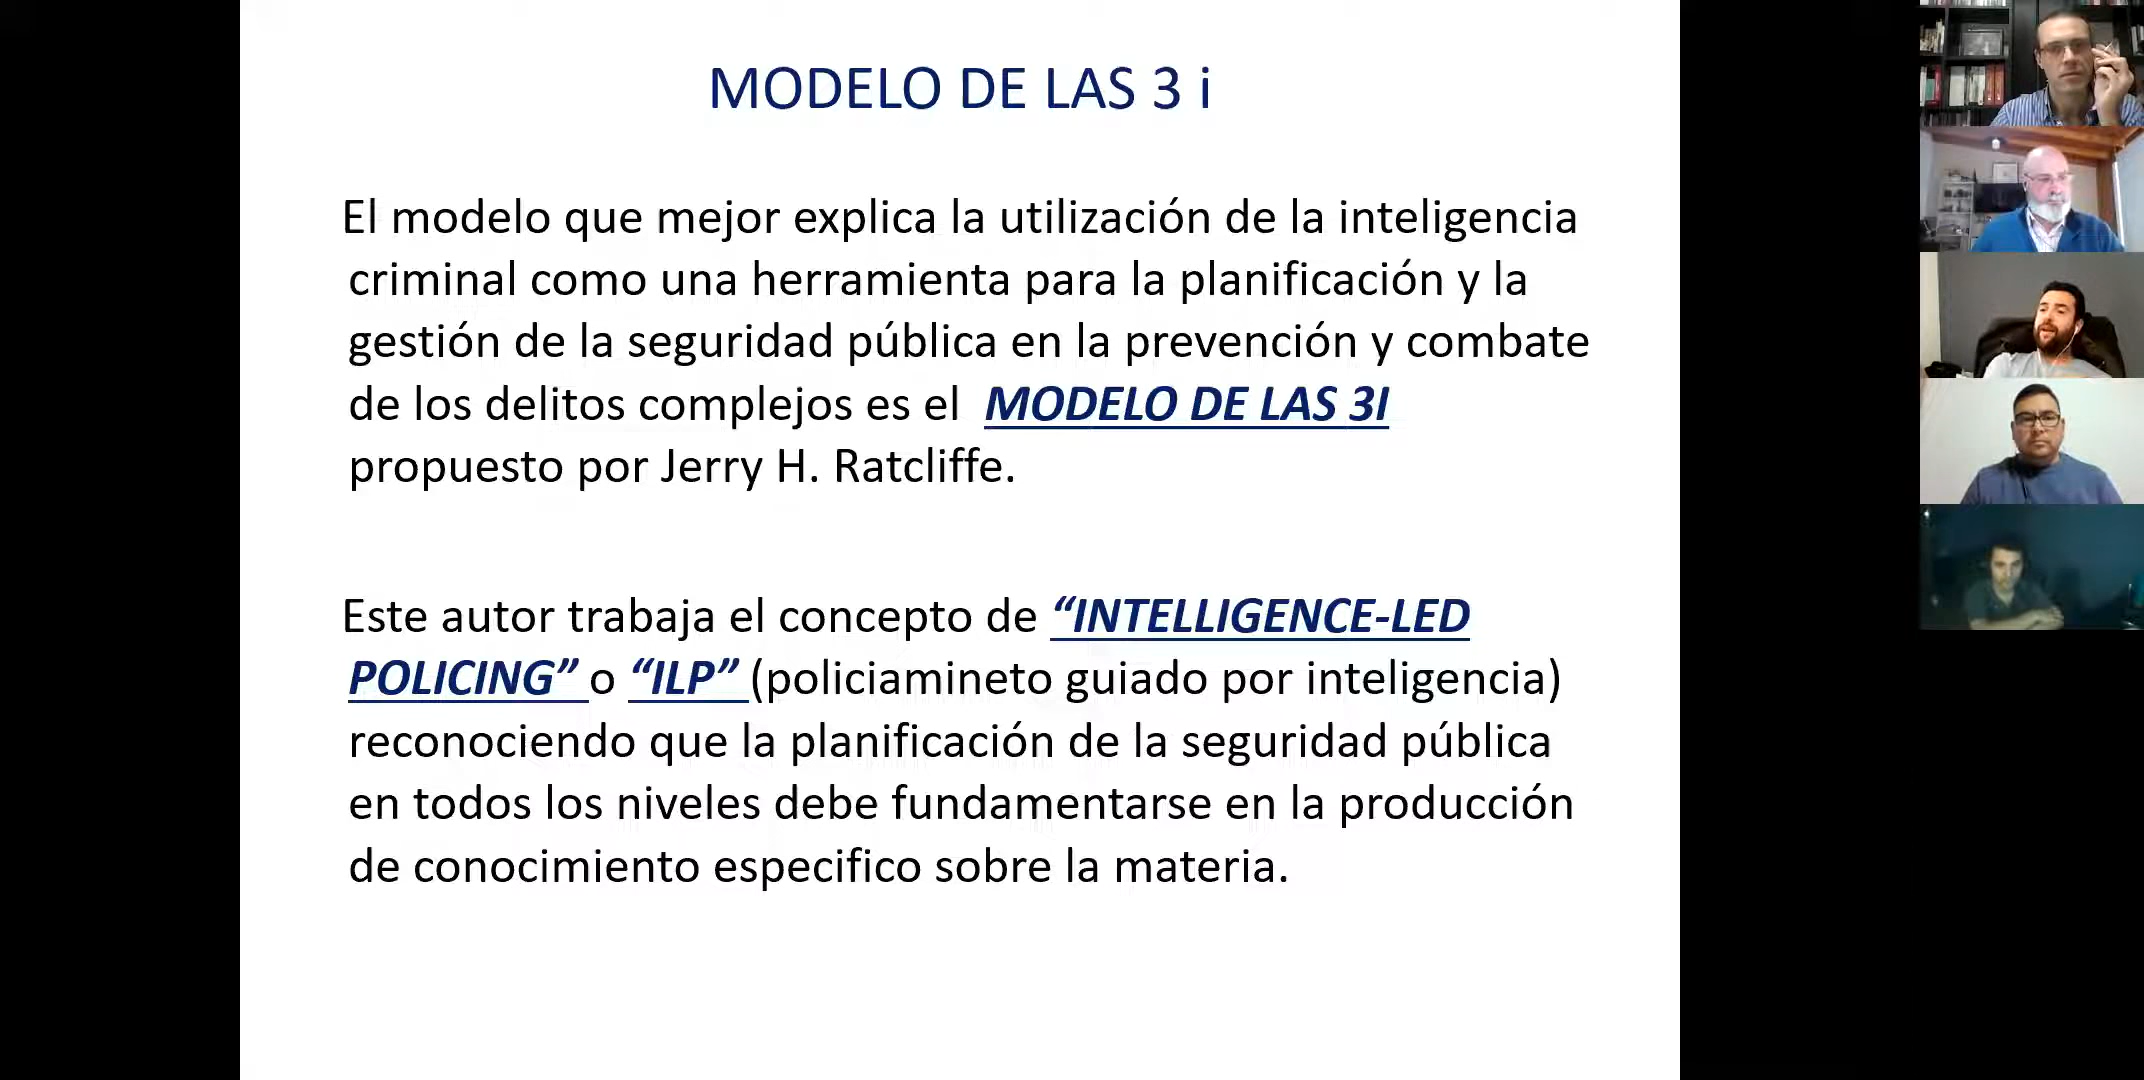 MODELO DE LAS 3 i
El modelo que mejor explica la utilización de la inteligencia
criminal como una herramienta para la planificación y la
gestión de la seguridad pública en la prevención y combate
de los delitos complejos es el MODELO DE LAS 3I
propuesto por Jerry H. Ratcliffe.
Este autor trabaja el concepto de “INTELLIGENCE-LED
POLICING” o “ILP” (policiamineto guiado por inteligencia)
reconociendo que la planificación de la seguridad pública
en todos los niveles debe fundamentarse en la producción
de conocimiento especifico sobre la materia.